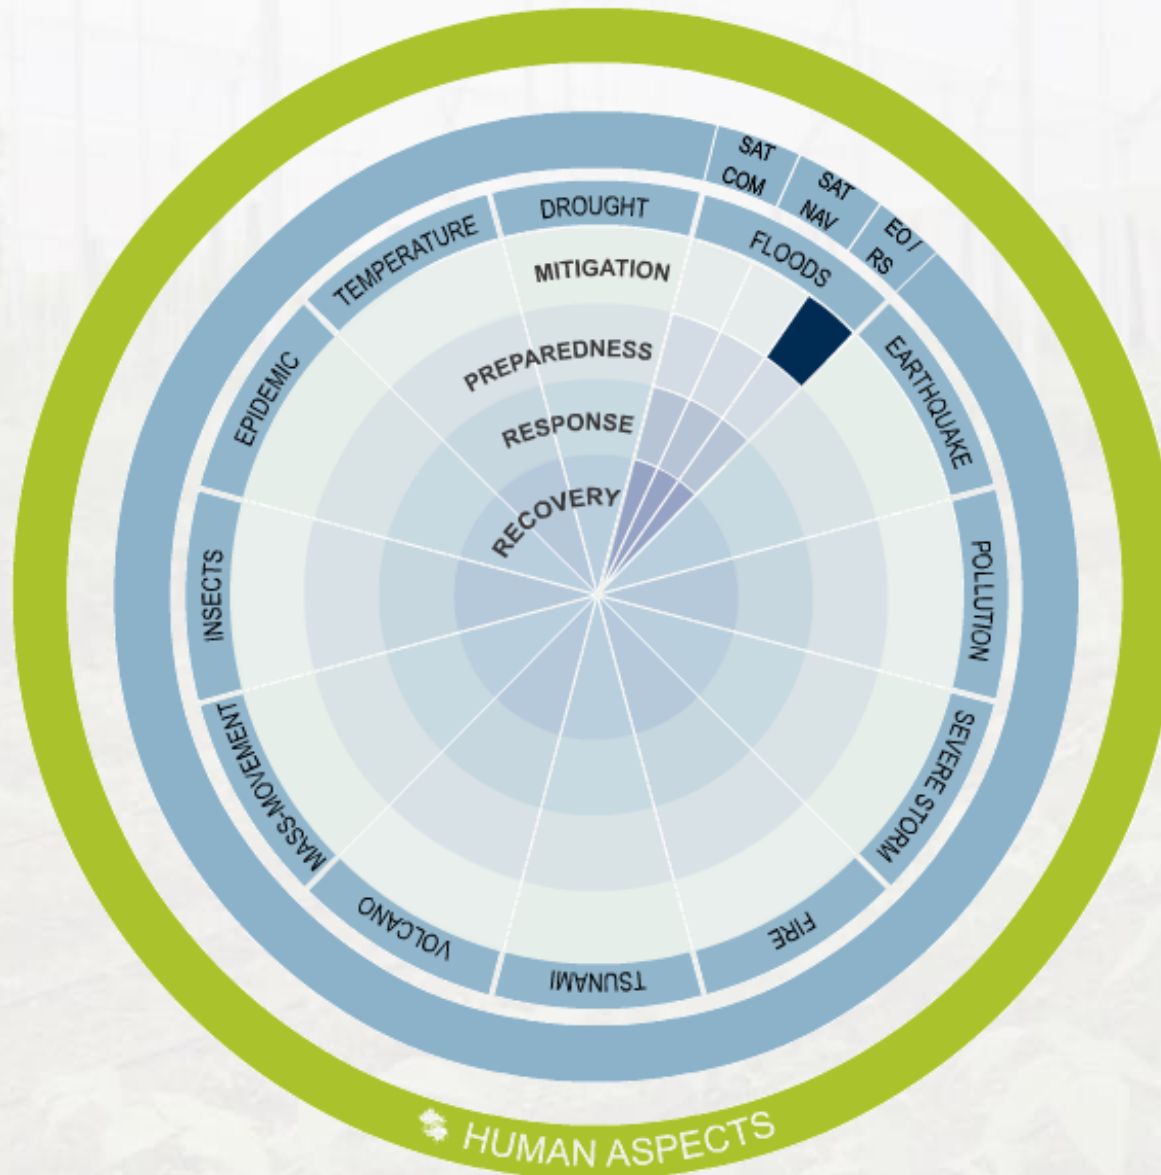 SAT
COM
SAT
NAV
EO /
RS
DROUGHT
FLOODS
EARTHQUAKE
POLLUTION
SEVERE STORM
FIRE
TSUNAMI
VOLCANO
MASS-MOVEMENT
INSECTS
EPIDEMIC
TEMPERATURE
MITIGATION
PREPAREDNESS
RESPONSE
RECOVERY
HUMAN ASPECTS